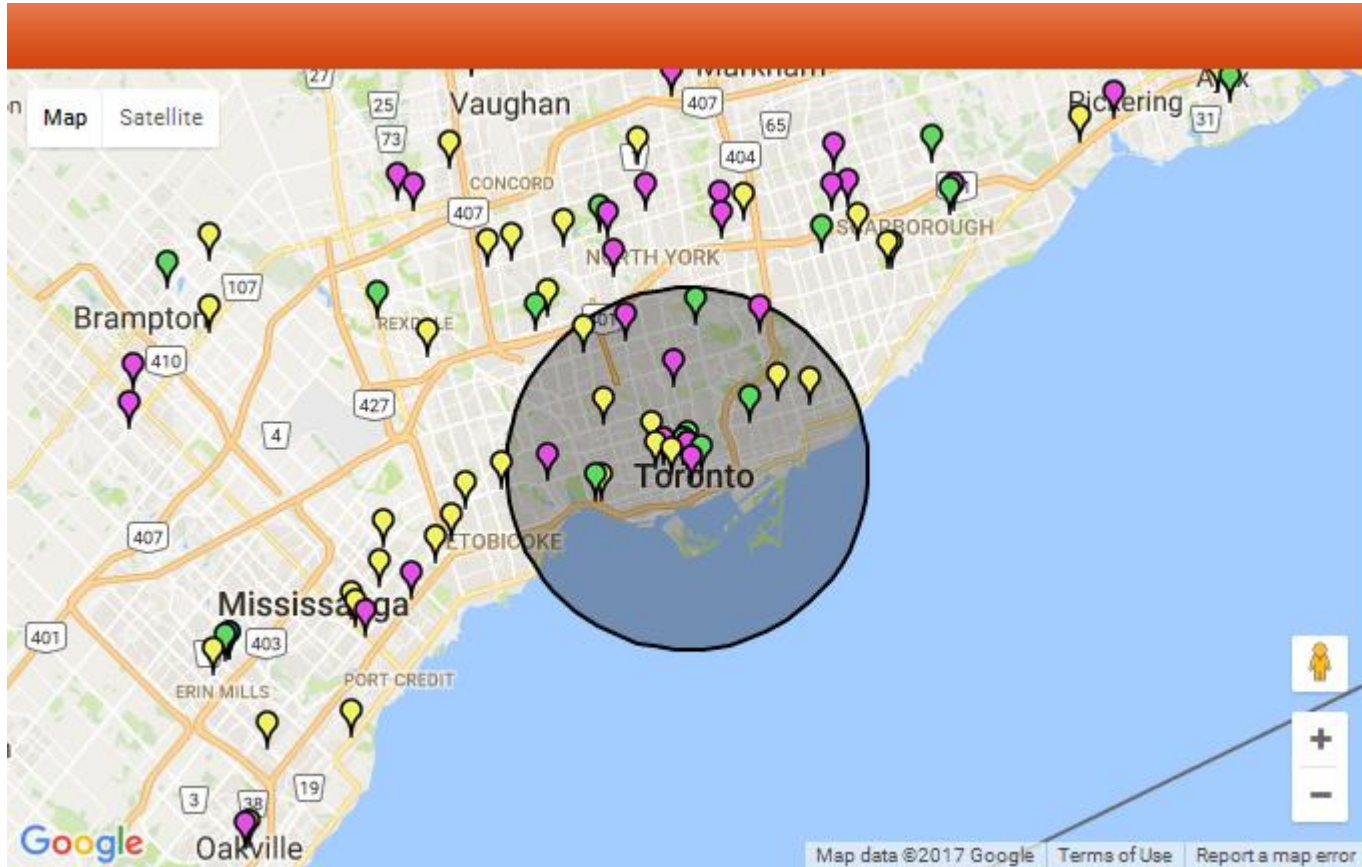 Markham
27
Vaughan
407
Pickering
Ajax
25
Map Satellite
65
31
73
404
CONCORD
407
SCARBOROUGH
NORTH YORK
107
Brampton
REXDALE
401
410
427
4
Toronto
407
ETOBICOKE
Mississauga
401
403
PORT CREDIT
ERIN MILLS
+
19
3
38
−
Google
Oakville
Map data ©2017 Google Terms of Use Report a map error